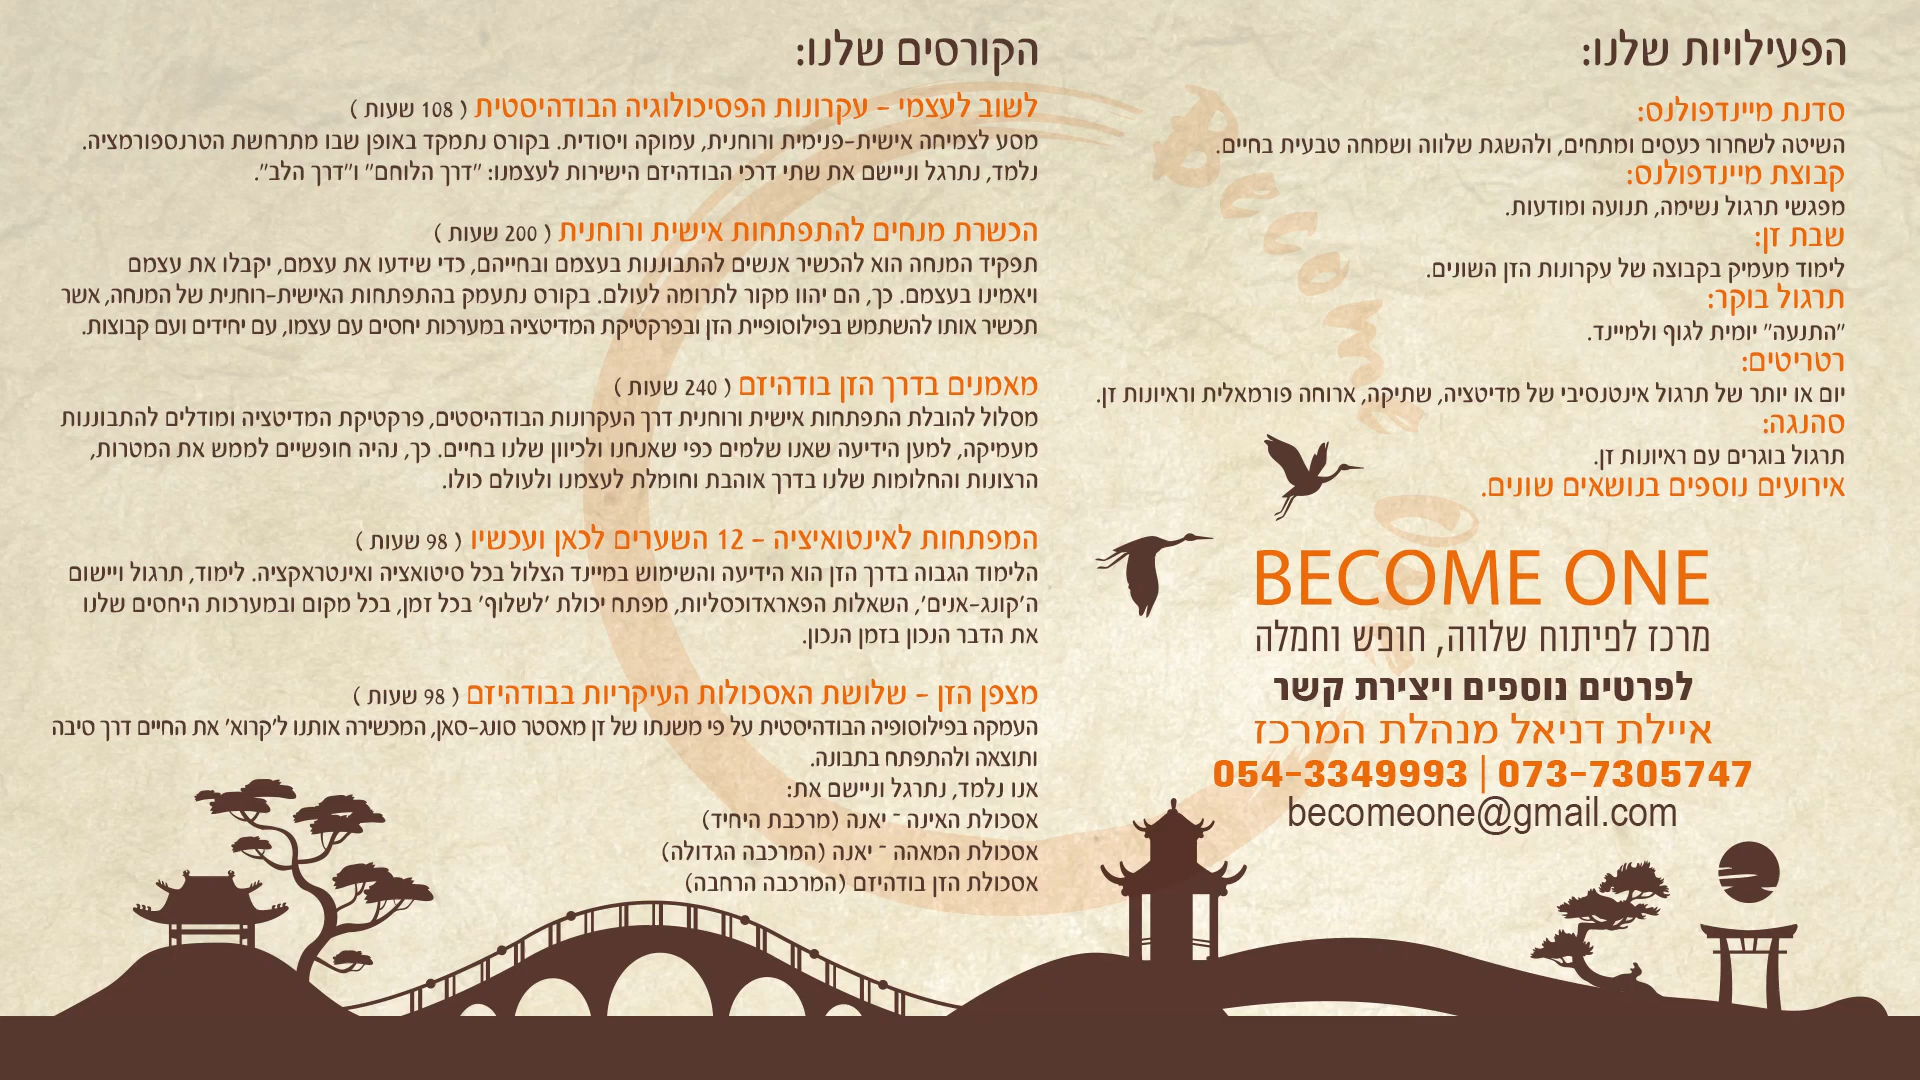 הפעילויות שלנו:
סדנת מיינדפולנס:
השיטה לשחרור כעסים ומתחים, ולהשגת שלווה ושמחה טבעית בחיים.
קבוצת מיינדפולנס:
מפגשי תרגול נשימה, תנועה ומודעות.
שבת זן:
לימוד מעמיק בקבוצה של עקרונות הזן השונים.
תרגול בוקר:
"התנעה" יומית לגוף ולמיינד.
רטריטים:
יום או יותר של תרגול אינטנסיבי של מדיטציה, שתיקה, ארוחה פורמאלית וראיונות זן.
סהנגה:
תרגול בוגרים עם ראיונות זן.
אירועים נוספים בנושאים שונים.
Become One
BECOME ONE
מרכז לפיתוח שלווה, חופש וחמלה
לפרטים נוספים ויצירת קשר
איילת דניאל מנהלת המרכז
054-3349993 | 073-7305747
becomeone@gmail.com
הקורסים שלנו:
לשוב לעצמי - עקרונות הפסיכולוגיה הבודהיסטית ( 108 שעות )
מסע לצמיחה אישית-פנימית ורוחנית, עמוקה ויסודית. בקורס נתמקד באופן שבו מתרחשת הטרנספורמציה.
נלמד, נתרגל וניישם את שתי דרכי הבודהיזם הישירות לעצמנו: "דרך הלוחם" ו"דרך הלב".
הכשרת מנחים להתפתחות אישית ורוחנית ( 200 שעות )
תפקיד המנחה הוא להכשיר אנשים להתבוננות בעצמם ובחייהם, כדי שידעו את עצמם, יקבלו את עצמם
ויאמינו בעצמם. כך, הם יהוו מקור לתרומה לעולם. בקורס נתעמק בהתפתחות האישית-רוחנית של המנחה, אשר
תכשיר אותו להשתמש בפילוסופיית הזן ובפרקטיקת המדיטציה במערכות יחסים עם עצמו, עם יחידים ועם קבוצות.
מאמנים בדרך הזן בודהיזם ( 240 שעות )
מסלול להובלת התפתחות אישית ורוחנית דרך העקרונות הבודהיסטים, פרקטיקת המדיטציה ומודלים להתבוננות
מעמיקה, למען הידיעה שאנו שלמים כפי שאנחנו ולכיוון שלנו בחיים. כך, נהיה חופשיים לממש את המטרות,
הרצונות והחלומות שלנו בדרך אוהבת וחומלת לעצמנו ולעולם כולו.
המפתחות לאינטואיציה - 12 השערים לכאן ועכשיו ( 98 שעות )
הלימוד הגבוה בדרך הזן הוא הידיעה והשימוש במיינד הצלול בכל סיטואציה ואינטראקציה. לימוד, תרגול ויישום
ה'קונג-אנים', השאלות הפאראדוכסליות, מפתח יכולת 'לשלוף' בכל זמן, בכל מקום ובמערכות היחסים שלנו
את הדבר הנכון בזמן הנכון.
מצפן הזן - שלושת האסכולות העיקריות בבודהיזם ( 98 שעות )
העמקה בפילוסופיה הבודהיסטית על פי משנתו של זן מאסטר סונג-סאן, המכשירה אותנו ל'קרוא' את החיים דרך סיבה
ותוצאה ולהתפתח בתבונה.
אנו נלמד, נתרגל וניישם את:
אסכולת האינה ־ יאנה (מרכבת היחיד)
אסכולת המאהה ־ יאנה (המרכבה הגדולה)
אסכולת הזן בודהיזם (המרכבה הרחבה)